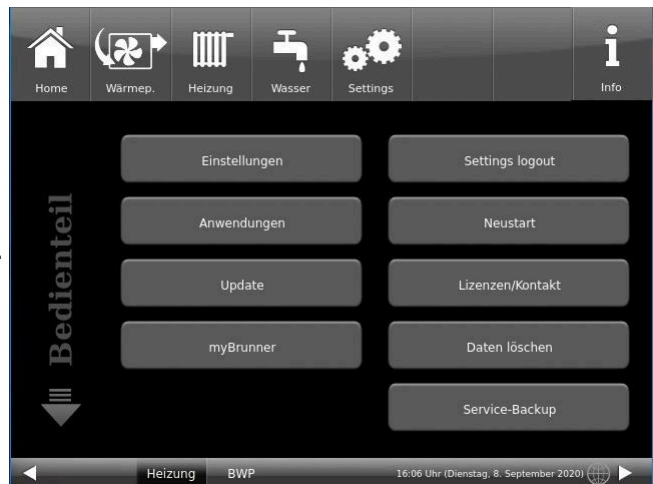 Home
Wärmep.
Heizung
Wasser
Settings
Info
Bedienteil
Einstellungen
Settings logout
Anwendungen
Neustart
Update
Lizenzen/Kontakt
myBrunner
Daten löschen
Service-Backup
Heizung BWP 16:06 Uhr (Dienstag, 8. September 2020)